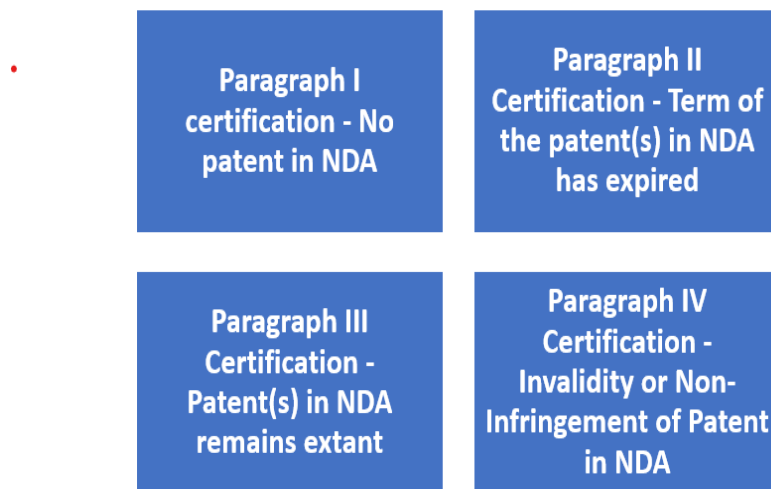 Paragraph I
certification - No
patent in NDA
Paragraph II
Certification - Term of
the patent(s) in NDA
has expired
Paragraph III
Certification -
Patent(s) in NDA
remains extant
Paragraph IV
Certification -
Invalidity or Non-
Infringement of Patent
in NDA